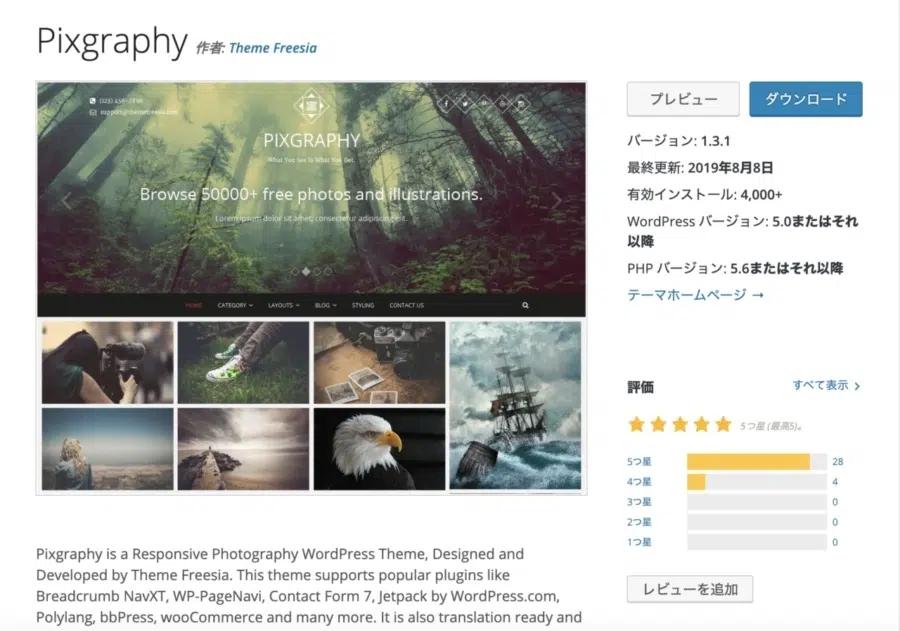 Pixgraphy 作者: Theme Freesia
プレビュー
ダウンロード
PIXGRAPHY
What You See Is What You Get.
Browse 50000+ free photos and illustrations.
Lorem ipsum dolor sit amet, consectetur adipiscing elit.
HOME CATEGORY LAYOUTS BLOG STYLING CONTACT US
バージョン: 1.3.1
最終更新: 2019年8月8日
有効インストール: 4,000+
WordPress バージョン: 5.0またはそれ
以降
PHP バージョン: 5.6またはそれ以降
テーマホームページ →
評価
すべて表示
5つ星 (最高5)。
5つ星 28
4つ星 4
3つ星 0
2つ星 0
1つ星 0
レビューを追加
Pixgraphy is a Responsive Photography WordPress Theme, Designed and
Developed by Theme Freesia. This theme supports popular plugins like
Breadcrumb NavXT, WP-PageNavi, Contact Form 7, Jetpack by WordPress.com,
Polylang, bbPress, wooCommerce and many more. It is also translation ready and